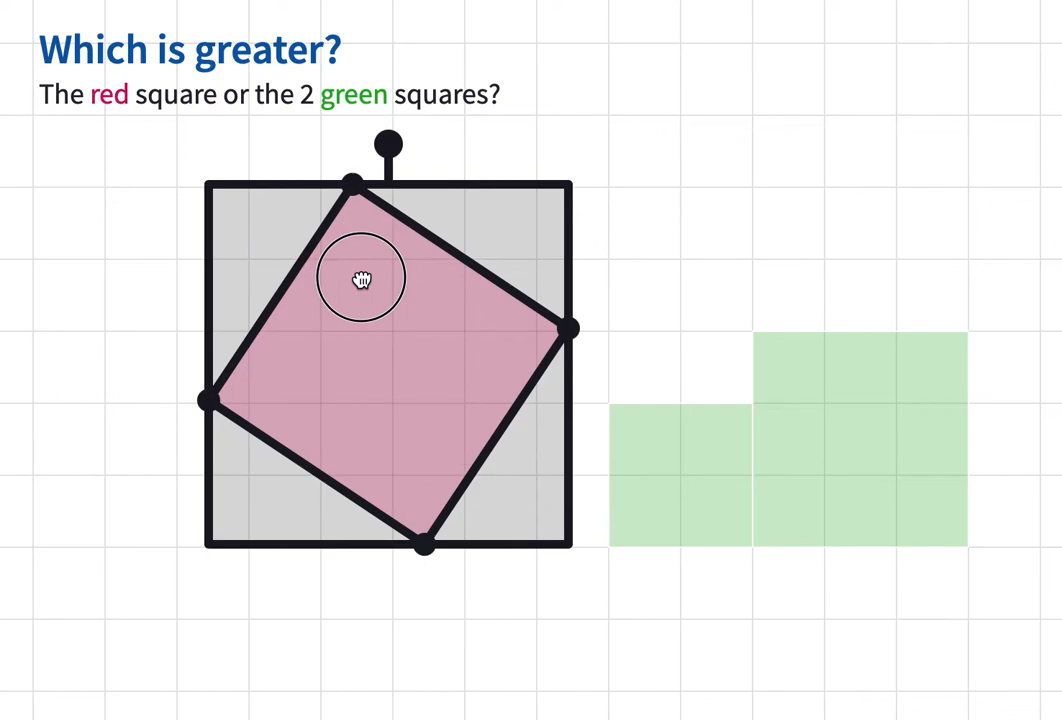 Which is greater?
The red square or the 2 green squares?